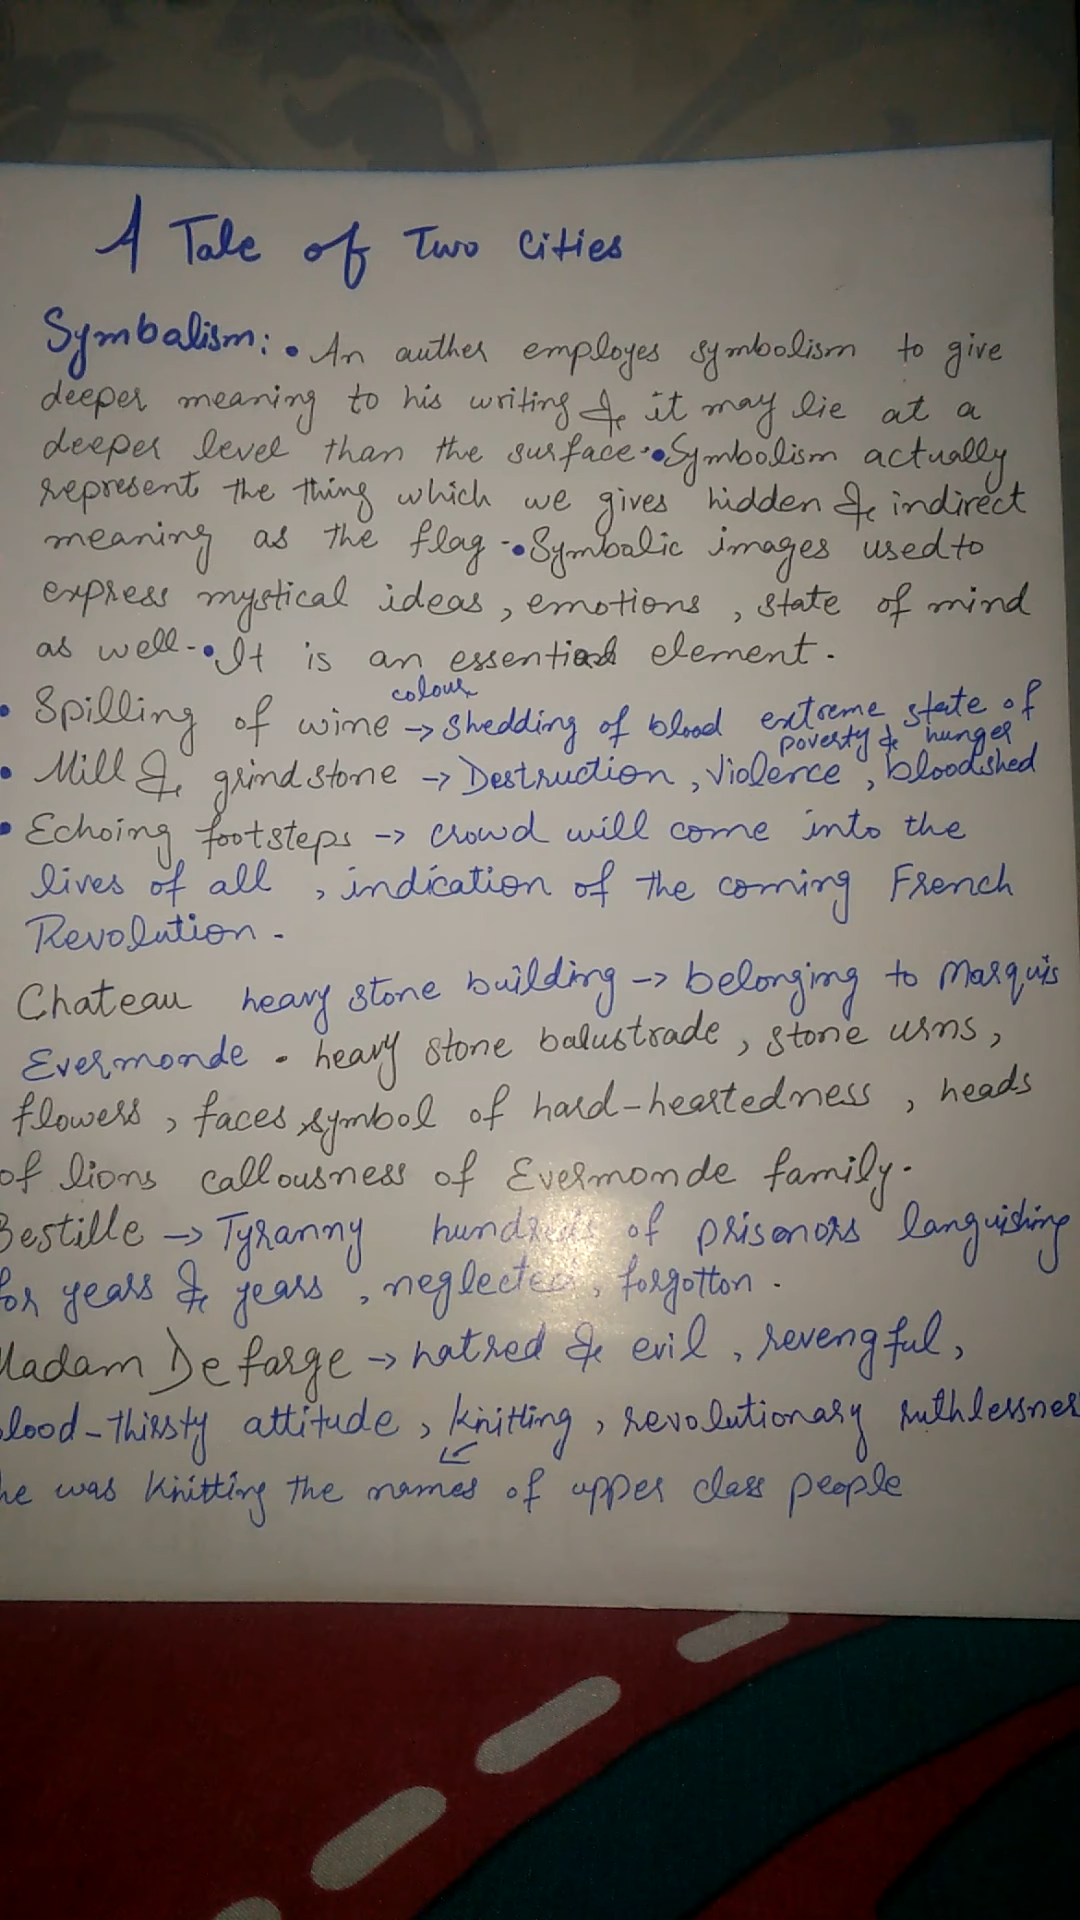 A Tale of Two Cities
Symbalism: • An auther employes symbolism to give
deeper meaning to his writing & it may lie at a
deeper level than the surface. • Symbolism actually
represent the thing which we gives hidden & indirect
meaning as the flag - • Symbalic images used to
express mystical ideas, emotions, state of mind
as well - • It is an essential element.
colour
• Spilling of wine → Shedding of blood extreme state of
poverty & hunger
• Mill & grindstone → Destruction, Violence, bloodshed
• Echoing footsteps → crowd will come into the
lives of all, indication of the coming French
Revolution -
Chateau heavy stone building → belonging to Marquis
Evermonde . heavy stone balustrade, stone urns,
flowers, faces, symbol of hard-heartedness, heads
of lions callousness of Evermonde family.
Bestille → Tyranny hundreds of prisonors languishing
for years & years, neglected, forgotton.
Madam Defarge → hatred & evil, revengful,
blood-thirsty attitude, Knitting, revolutionary ruthlessnes
he was Knitting the names of upper class people